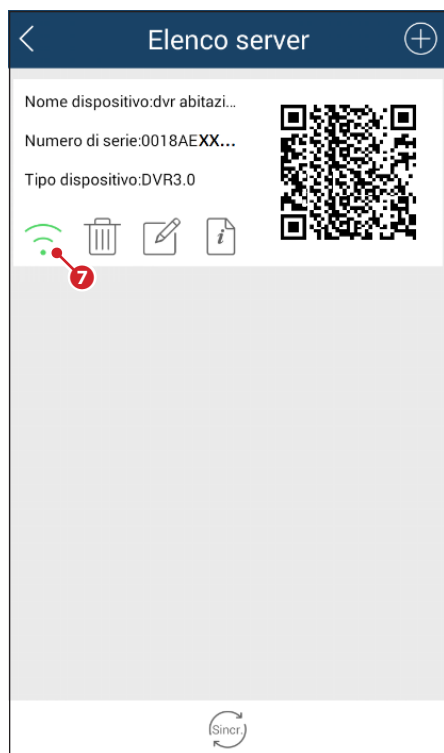 Elenco server
Nome dispositivo:dvr abitazi...
Numero di serie:0018AEXX...
Tipo dispositivo:DVR3.0
i
7
Sincr.